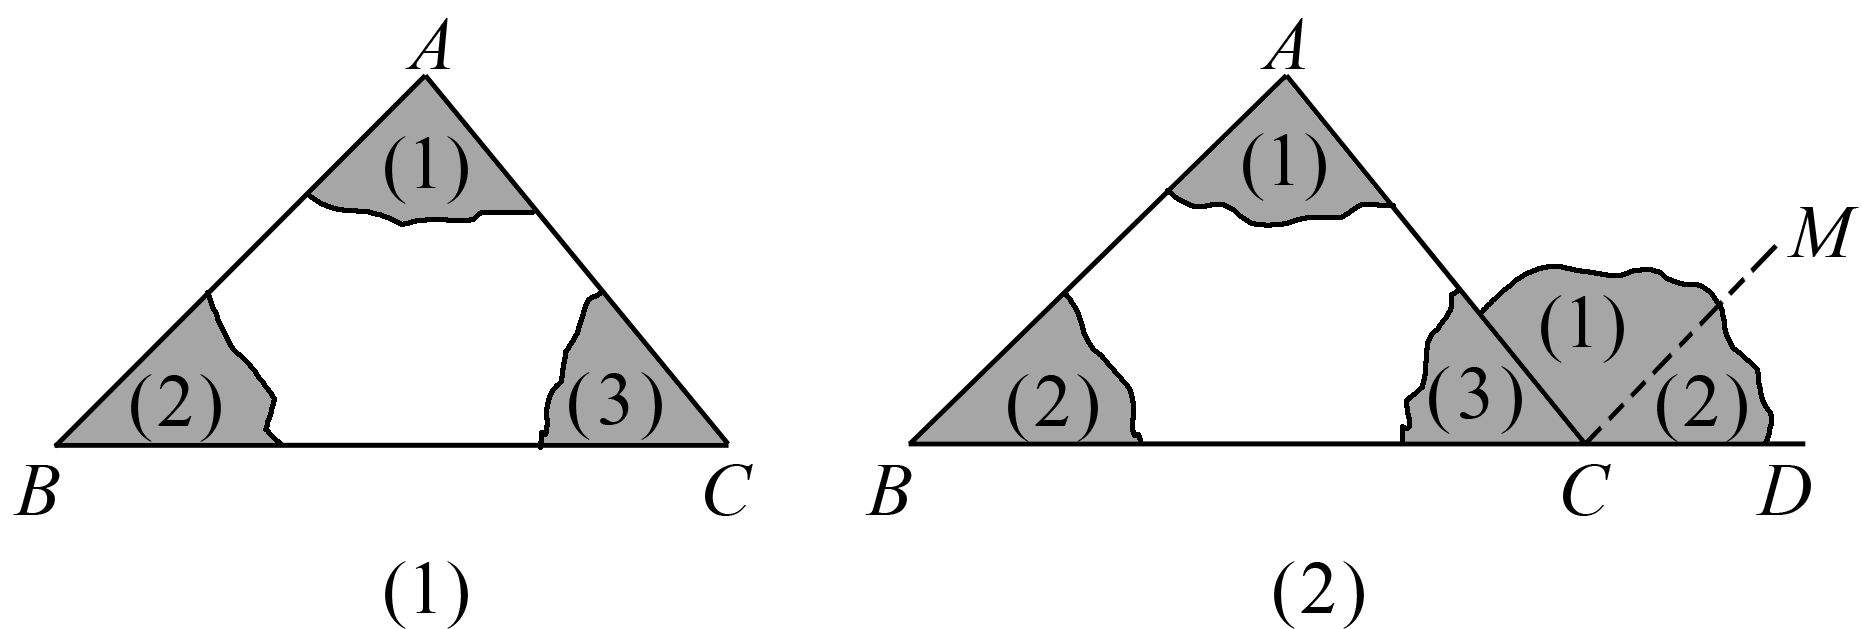 A A
(1) (1)
M
(1)
(2) (3) (2) (3) (2)
B C B C D
(1) (2)